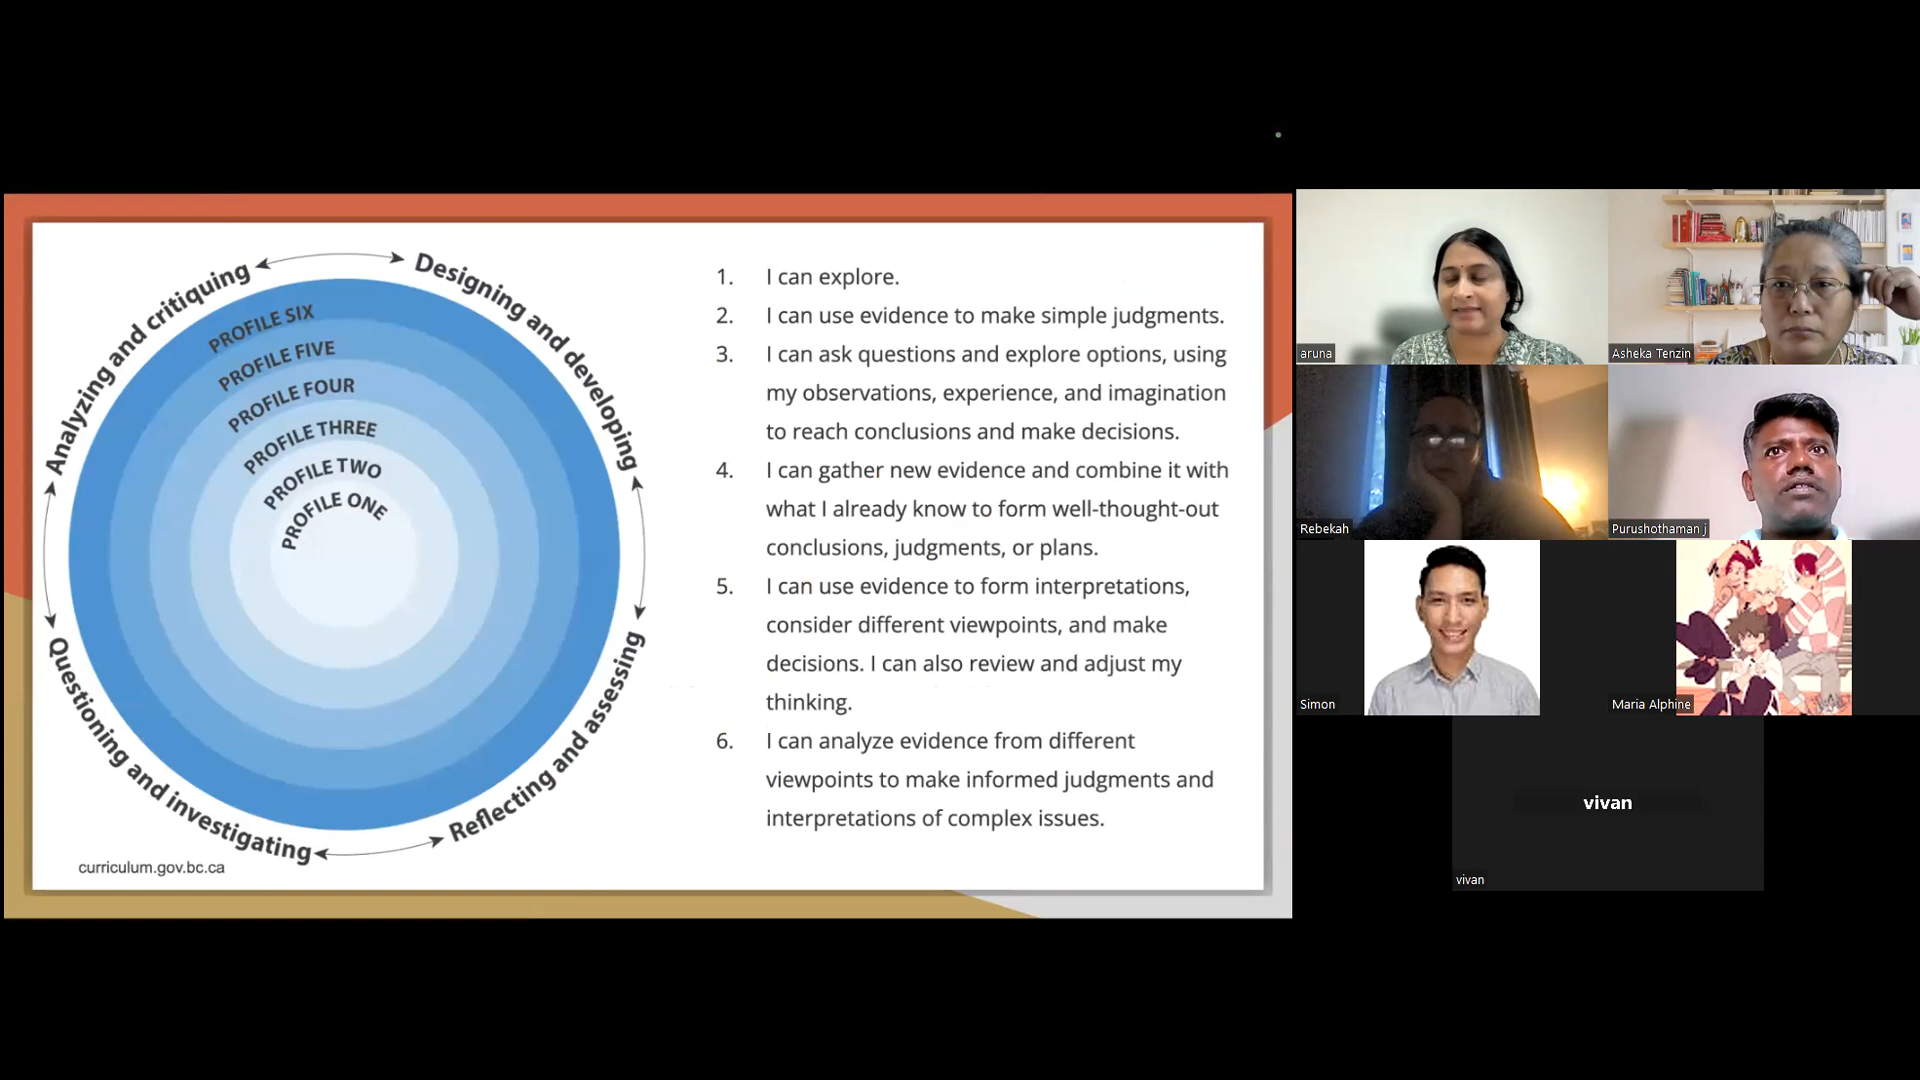 Analyzing and critiquing
Designing and developing
Questioning and investigating
Reflecting and assessing
PROFILE SIX
PROFILE FIVE
PROFILE FOUR
PROFILE THREE
PROFILE TWO
PROFILE ONE
curriculum.gov.bc.ca
1. I can explore.
2. I can use evidence to make simple judgments.
3. I can ask questions and explore options, using
my observations, experience, and imagination
to reach conclusions and make decisions.
4. I can gather new evidence and combine it with
what I already know to form well-thought-out
conclusions, judgments, or plans.
5. I can use evidence to form interpretations,
consider different viewpoints, and make
decisions. I can also review and adjust my
thinking.
6. I can analyze evidence from different
viewpoints to make informed judgments and
interpretations of complex issues.
aruna
Asheka Tenzin
Rebekah
Purushothaman j
Simon
Maria Alphine
vivan
vivan